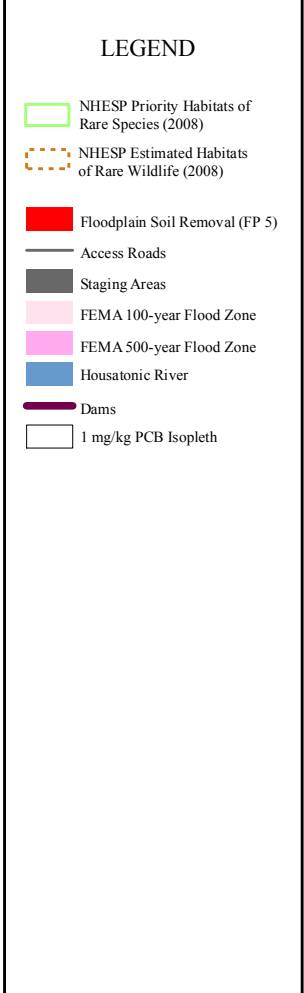 LEGEND
NHESP Priority Habitats of
Rare Species (2008)
NHESP Estimated Habitats
of Rare Wildlife (2008)
Floodplain Soil Removal (FP 5)
Access Roads
Staging Areas
FEMA 100-year Flood Zone
FEMA 500-year Flood Zone
Housatonic River
Dams
1 mg/kg PCB Isopleth